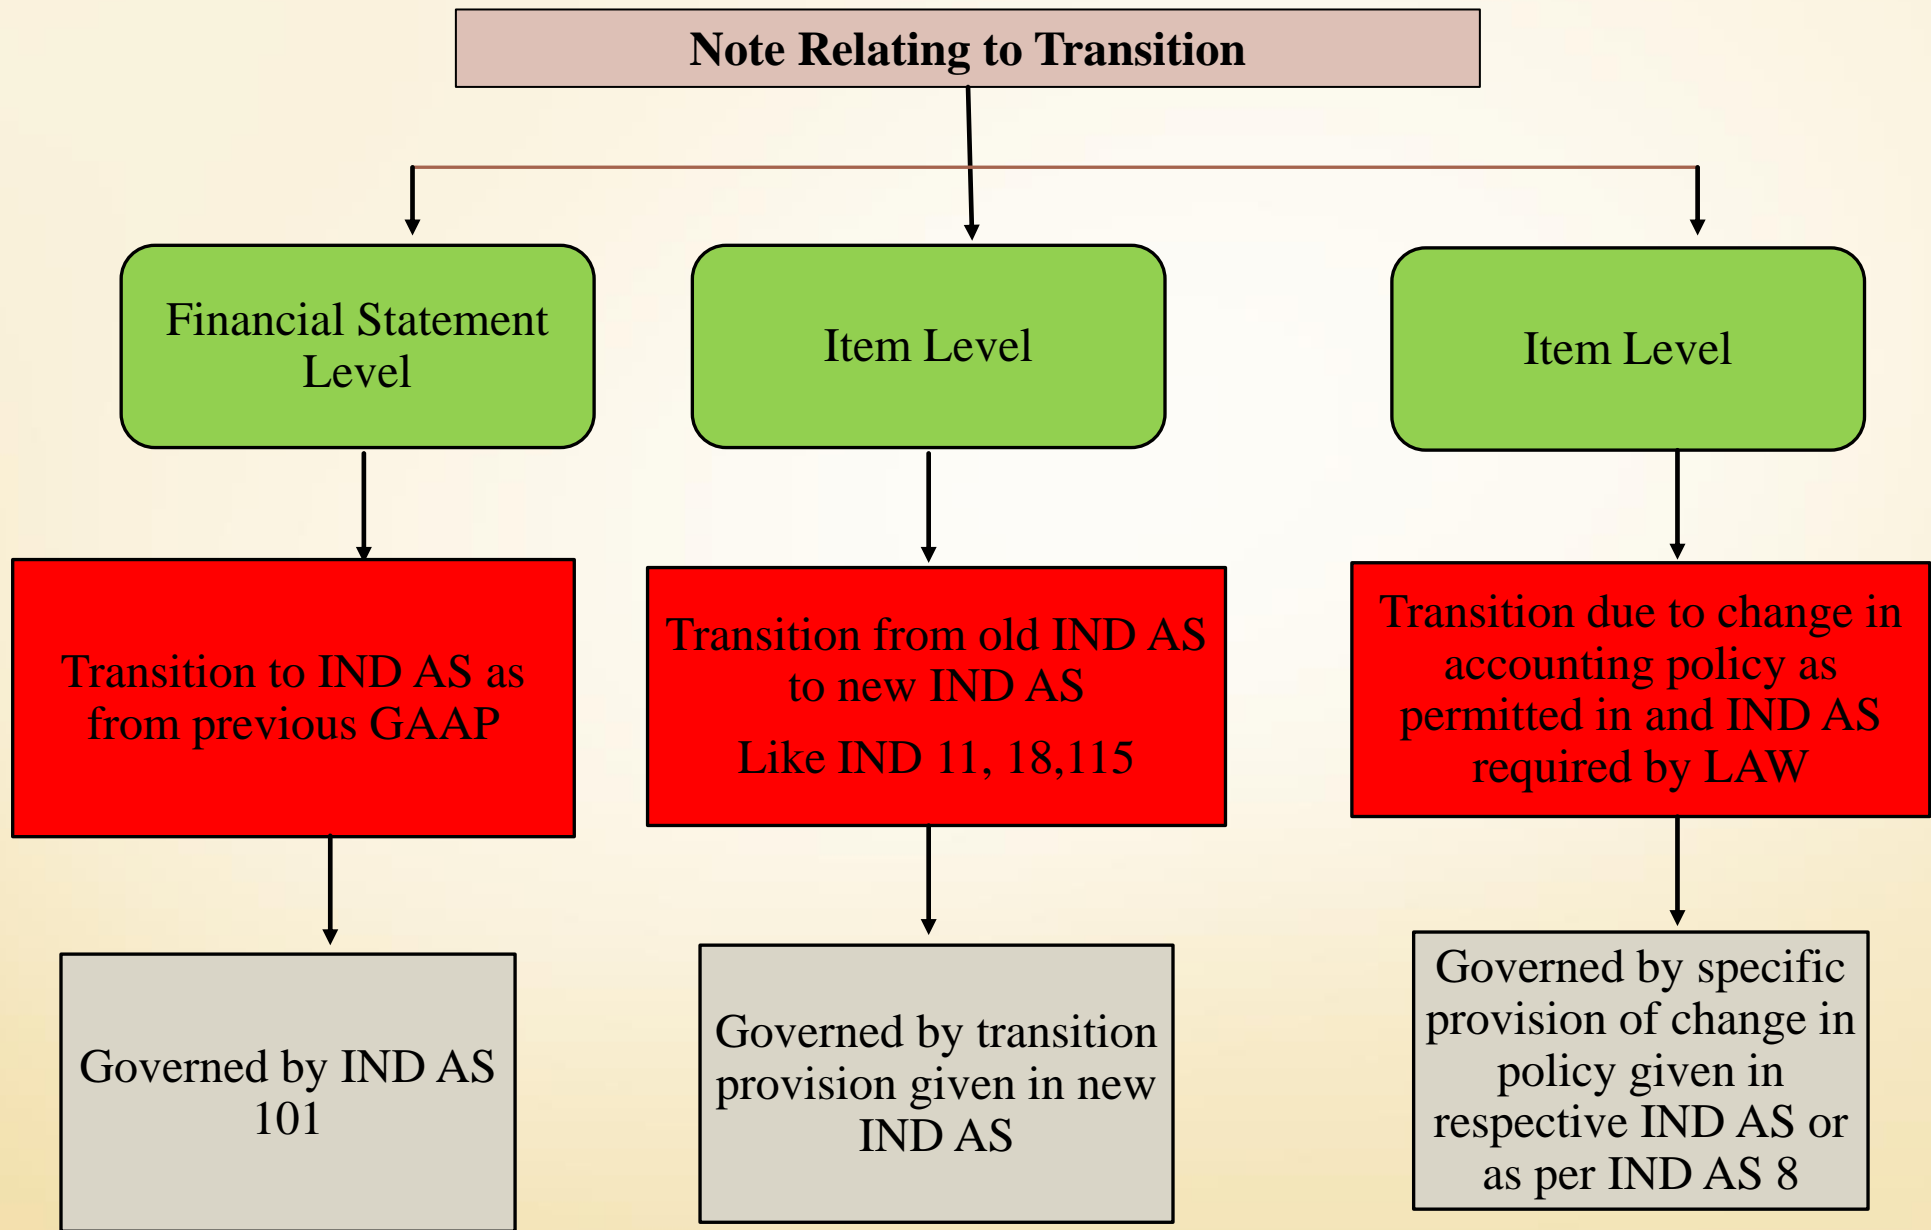 Note Relating to Transition
Financial Statement
Level
Item Level
Item Level
Transition to IND AS as
from previous GAAP
Transition from old IND AS
to new IND AS
Like IND 11, 18,115
Transition due to change in
accounting policy as
permitted in and IND AS
required by LAW
Governed by IND AS
101
Governed by transition
provision given in new
IND AS
Governed by specific
provision of change in
policy given in
respective IND AS or
as per IND AS 8